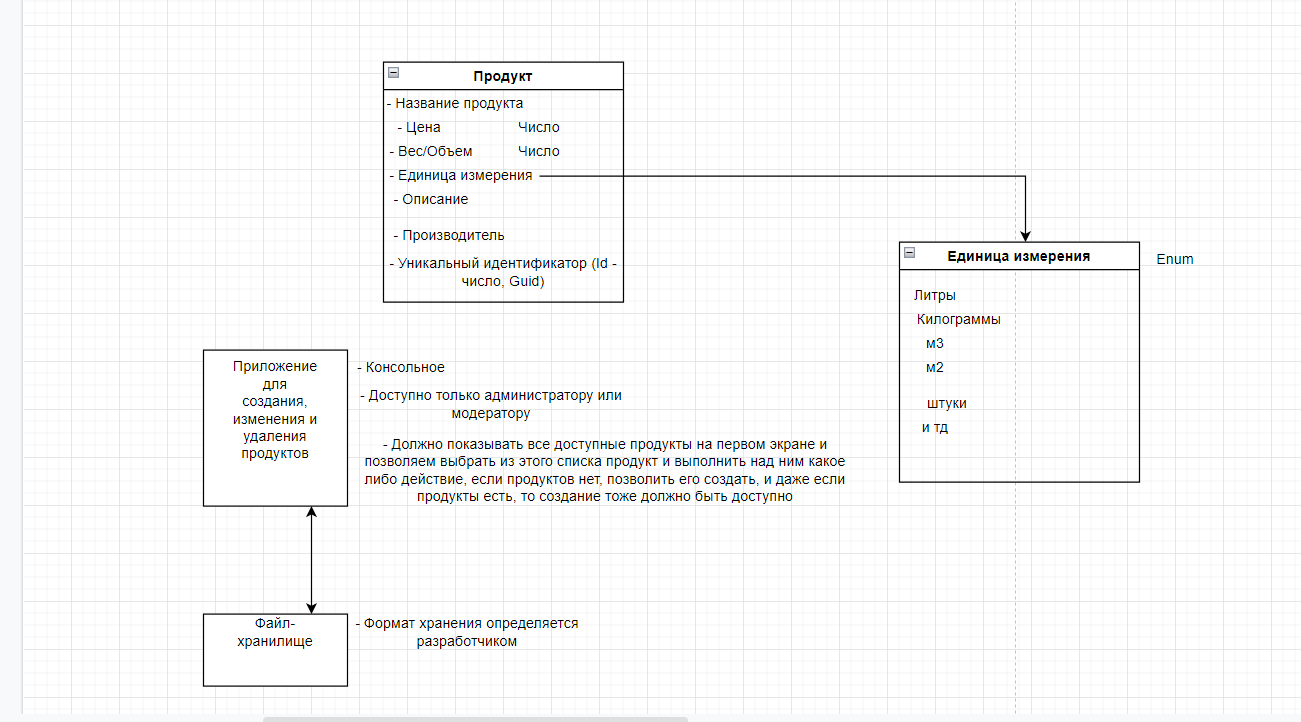 Продукт
- Название продукта
- Цена Число
- Вес/Объем Число
- Единица измерения
- Описание
- Производитель
- Уникальный идентификатор (Id -
число, Guid)
Единица измерения
Enum
Литры
Килограммы
м3
м2
штуки
и тд
Приложение
для
создания,
изменения и
удаления
продуктов
- Консольное
- Доступно только администратору или
модератору
- Должно показывать все доступные продукты на первом экране и
позволяем выбрать из этого списка продукт и выполнить над ним какое
либо действие, если продуктов нет, позволить его создать, и даже если
продукты есть, то создание тоже должно быть доступно
Файл-
хранилище
- Формат хранения определяется
разработчиком